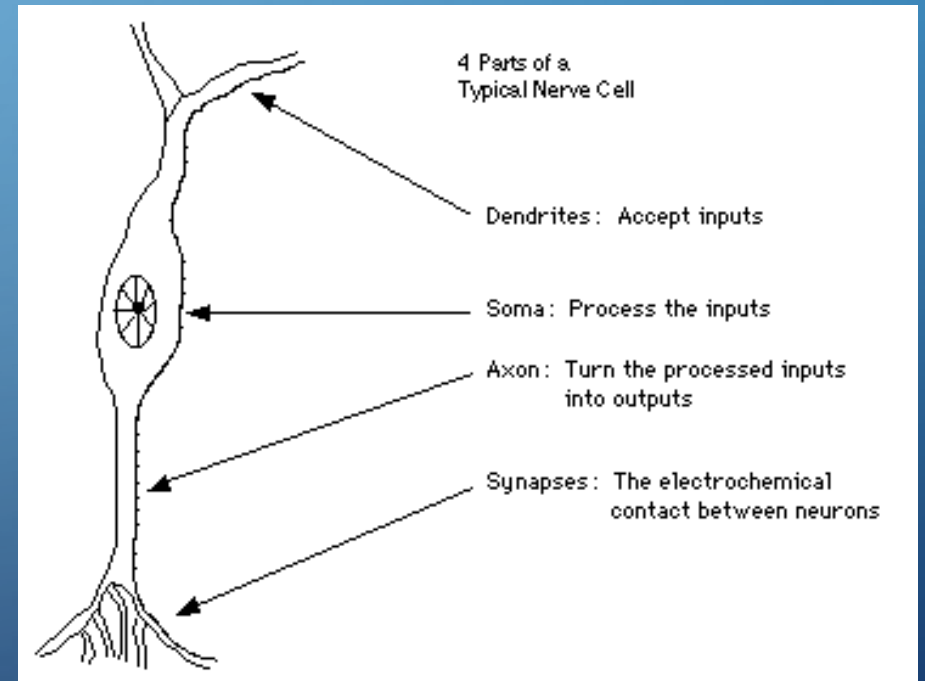 4 Parts of a
Typical Nerve Cell
Dendrites: Accept inputs
Soma: Process the inputs
Axon: Turn the processed inputs
into outputs
Synapses: The electrochemical
contact between neurons